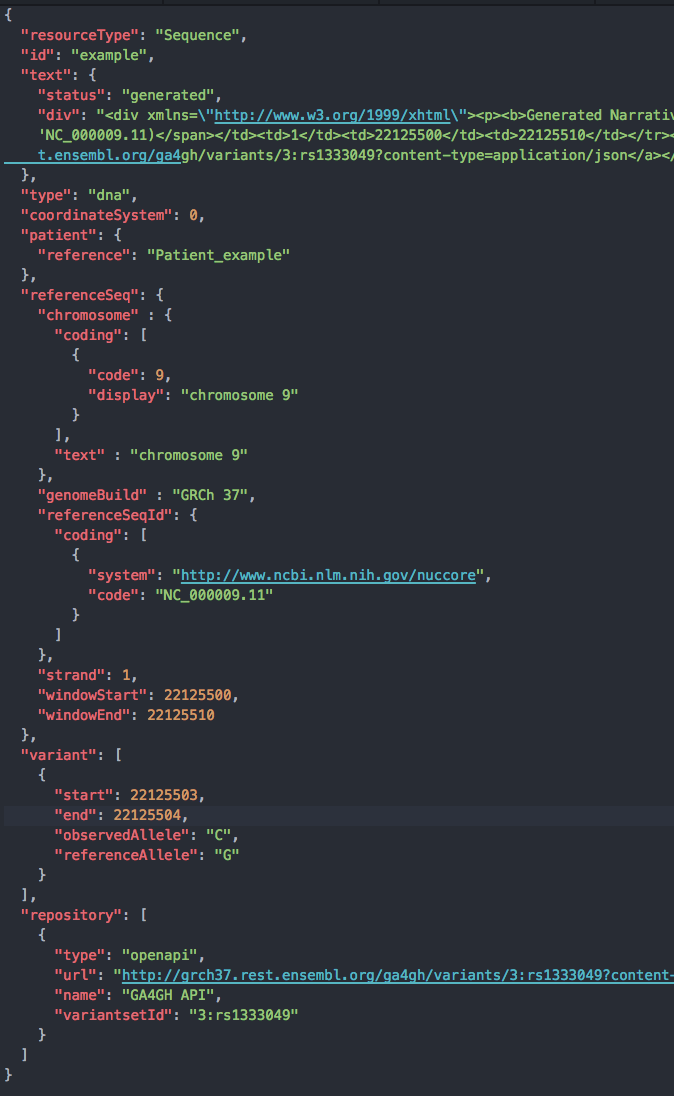 {
"resourceType": "Sequence",
"id": "example",
"text": {
"status": "generated",
"div": "<div xmlns=\"http://www.w3.org/1999/xhtml\"><p><b>Generated Narrativ
'NC_000009.11)</span></td><td>1</td><td>22125500</td><td>22125510</td></tr><
t.ensembl.org/ga4gh/variants/3:rs1333049?content-type=application/json</a></
},
"type": "dna",
"coordinateSystem": 0,
"patient": {
"reference": "Patient_example"
},
"referenceSeq": {
"chromosome" : {
"coding": [
{
"code": 9,
"display": "chromosome 9"
}
],
"text" : "chromosome 9"
},
"genomeBuild" : "GRCh 37",
"referenceSeqId": {
"coding": [
{
"system": "http://www.ncbi.nlm.nih.gov/nuccore",
"code": "NC_000009.11"
}
]
},
"strand": 1,
"windowStart": 22125500,
"windowEnd": 22125510
},
"variant": [
{
"start": 22125503,
"end": 22125504,
"observedAllele": "C",
"referenceAllele": "G"
}
],
"repository": [
{
"type": "openapi",
"url": "http://grch37.rest.ensembl.org/ga4gh/variants/3:rs1333049?content-
"name": "GA4GH API",
"variantsetId": "3:rs1333049"
}
]
}